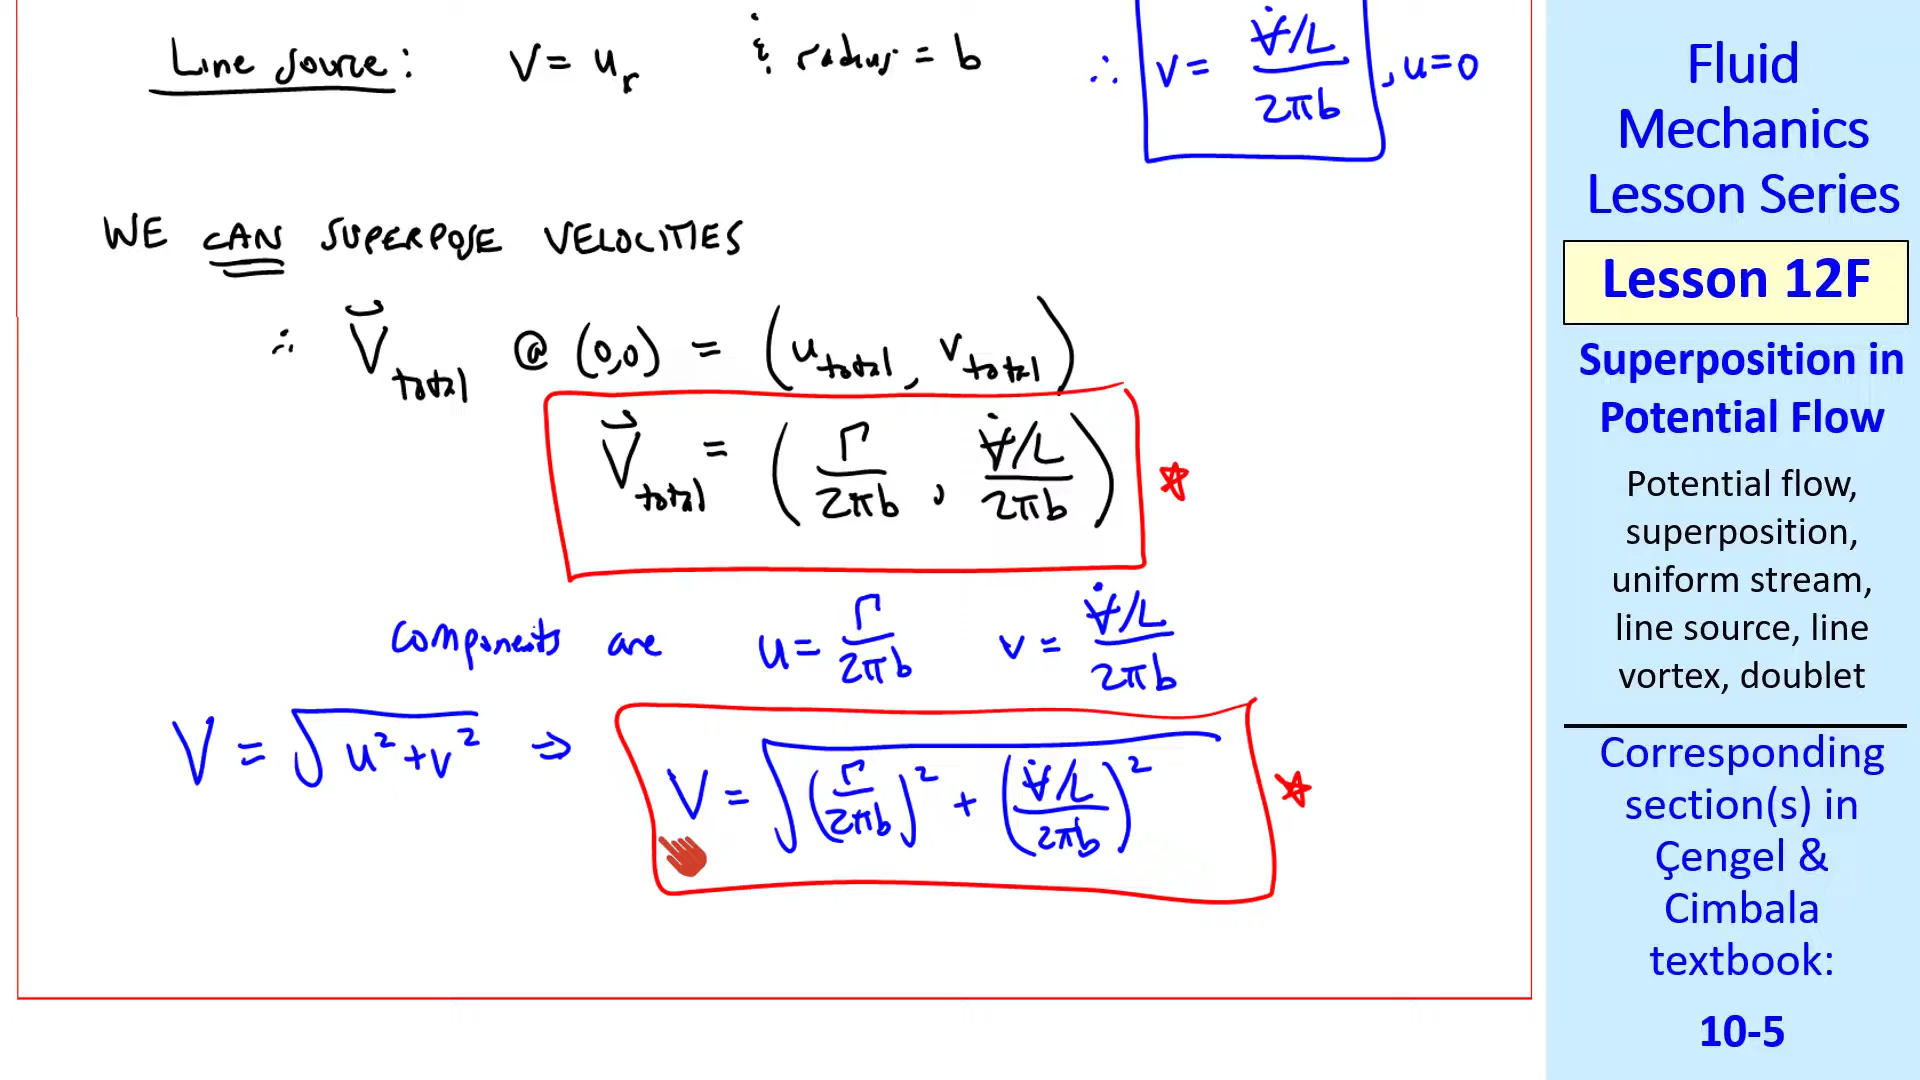 Line Source: V = u_r & radius = b ∴ v = (V̶̇/L)/(2πb), u=0
WE CAN SUPERPOSE VELOCITIES
∴ V⃗_total @ (0,0) = (u_total, v_total)
V⃗_total = (Γ/(2πb), (V̶̇/L)/(2πb))
components are u = Γ/(2πb) v = (V̶̇/L)/(2πb)
V = √(u² + v²) ⇒ V = √((Γ/(2πb))² + ((V̶̇/L)/(2πb))²)
Fluid
Mechanics
Lesson Series
Lesson 12F
Superposition in
Potential Flow
Potential flow,
superposition,
uniform stream,
line source, line
vortex, doublet
Corresponding
section(s) in
Çengel &
Cimbala
textbook:
10-5